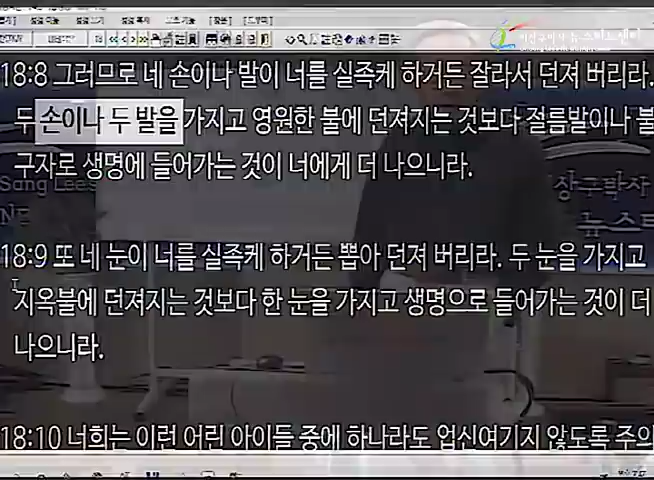 18:8 그러므로 네 손이나 발이 너를 실족케 하거든 잘라서 던져 버리라.
두 손이나 두 발을 가지고 영원한 불에 던져지는 것보다 절름발이나 불
구자로 생명에 들어가는 것이 너에게 더 나으니라.
18:9 또 네 눈이 너를 실족케 하거든 뽑아 던져 버리라. 두 눈을 가지고
지옥불에 던져지는 것보다 한 눈을 가지고 생명으로 들어가는 것이 더
나으니라.
18:10 너희는 이런 어린 아이들 중에 하나라도 업신여기지 않도록 주의